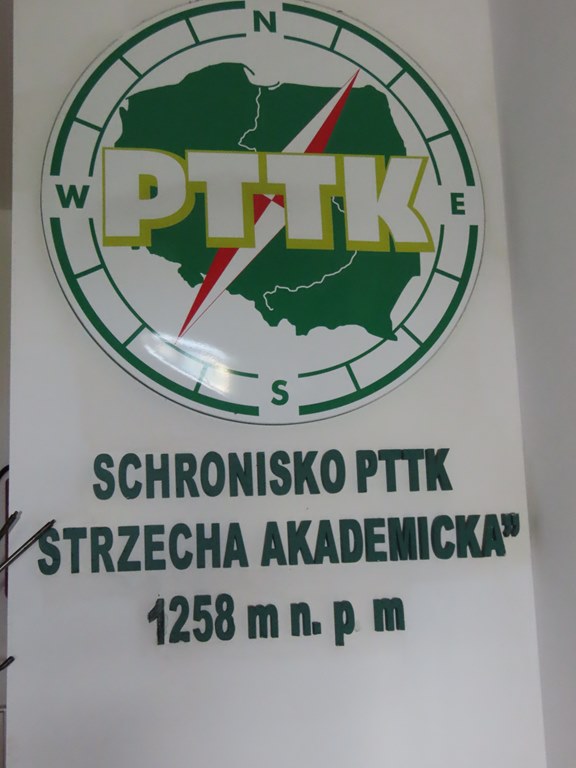 N
W
PTTK
E
S
SCHRONISKO PTTK
STRZECHA AKADEMICKA”
1258 m n. p m